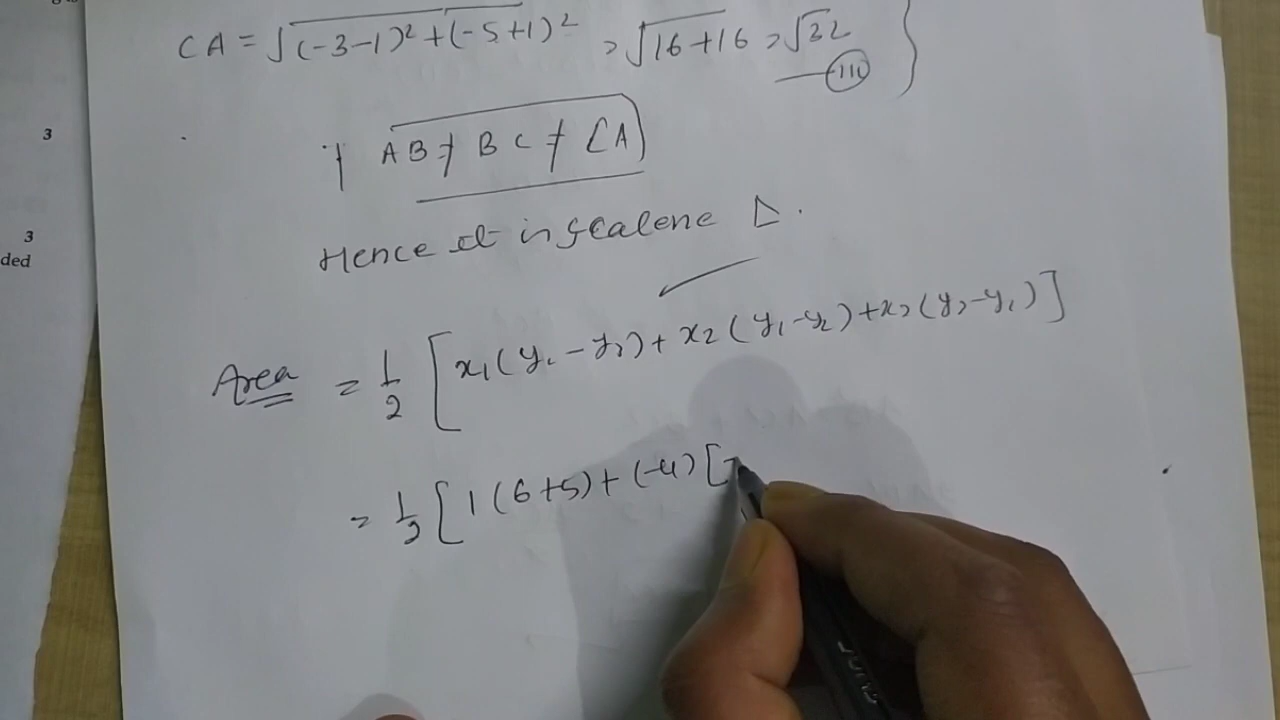 CA = √(-3-1)² + (-5+1)² = √16+16 = √32
— (III)
3
AB ≠ BC ≠ CA
3
ded
Hence it is scalene Δ.
Area = 1/2 [x₁(y₂-y₃) + x₂(y₁-y₂) + x₃(y₂-y₁)]
= 1/2 [1(6+5) + (-4) [-